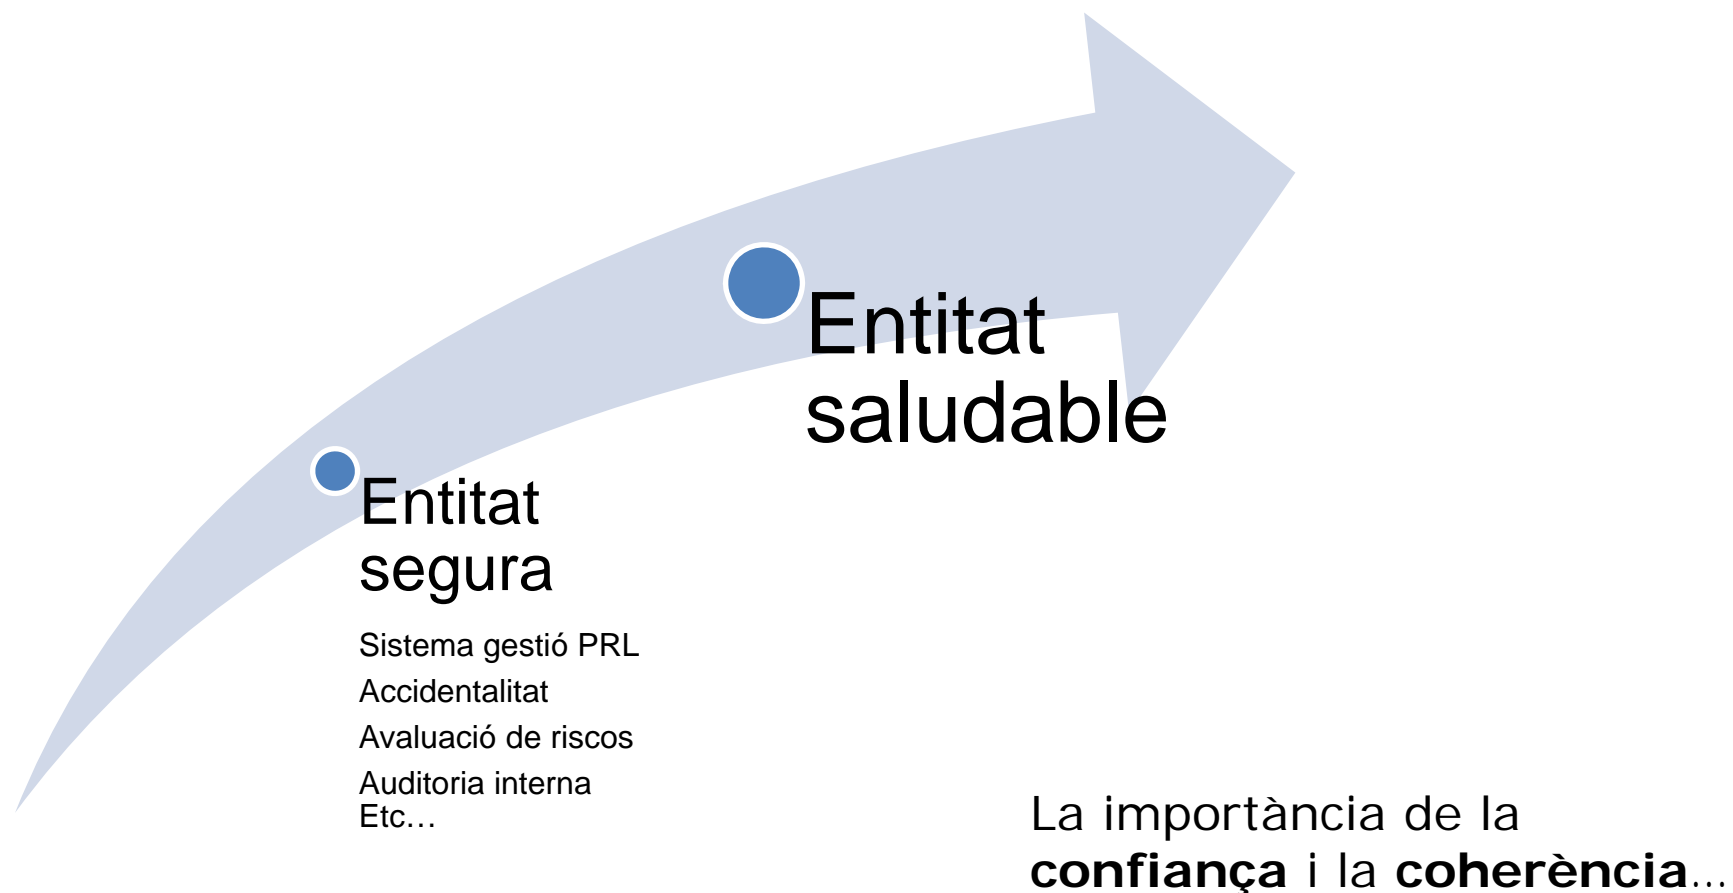 Entitat
saludable
Entitat
segura
Sistema gestió PRL
Accidentalitat
Avaluació de riscos
Auditoria interna
Etc…
La importància de la
confiança i la coherència…